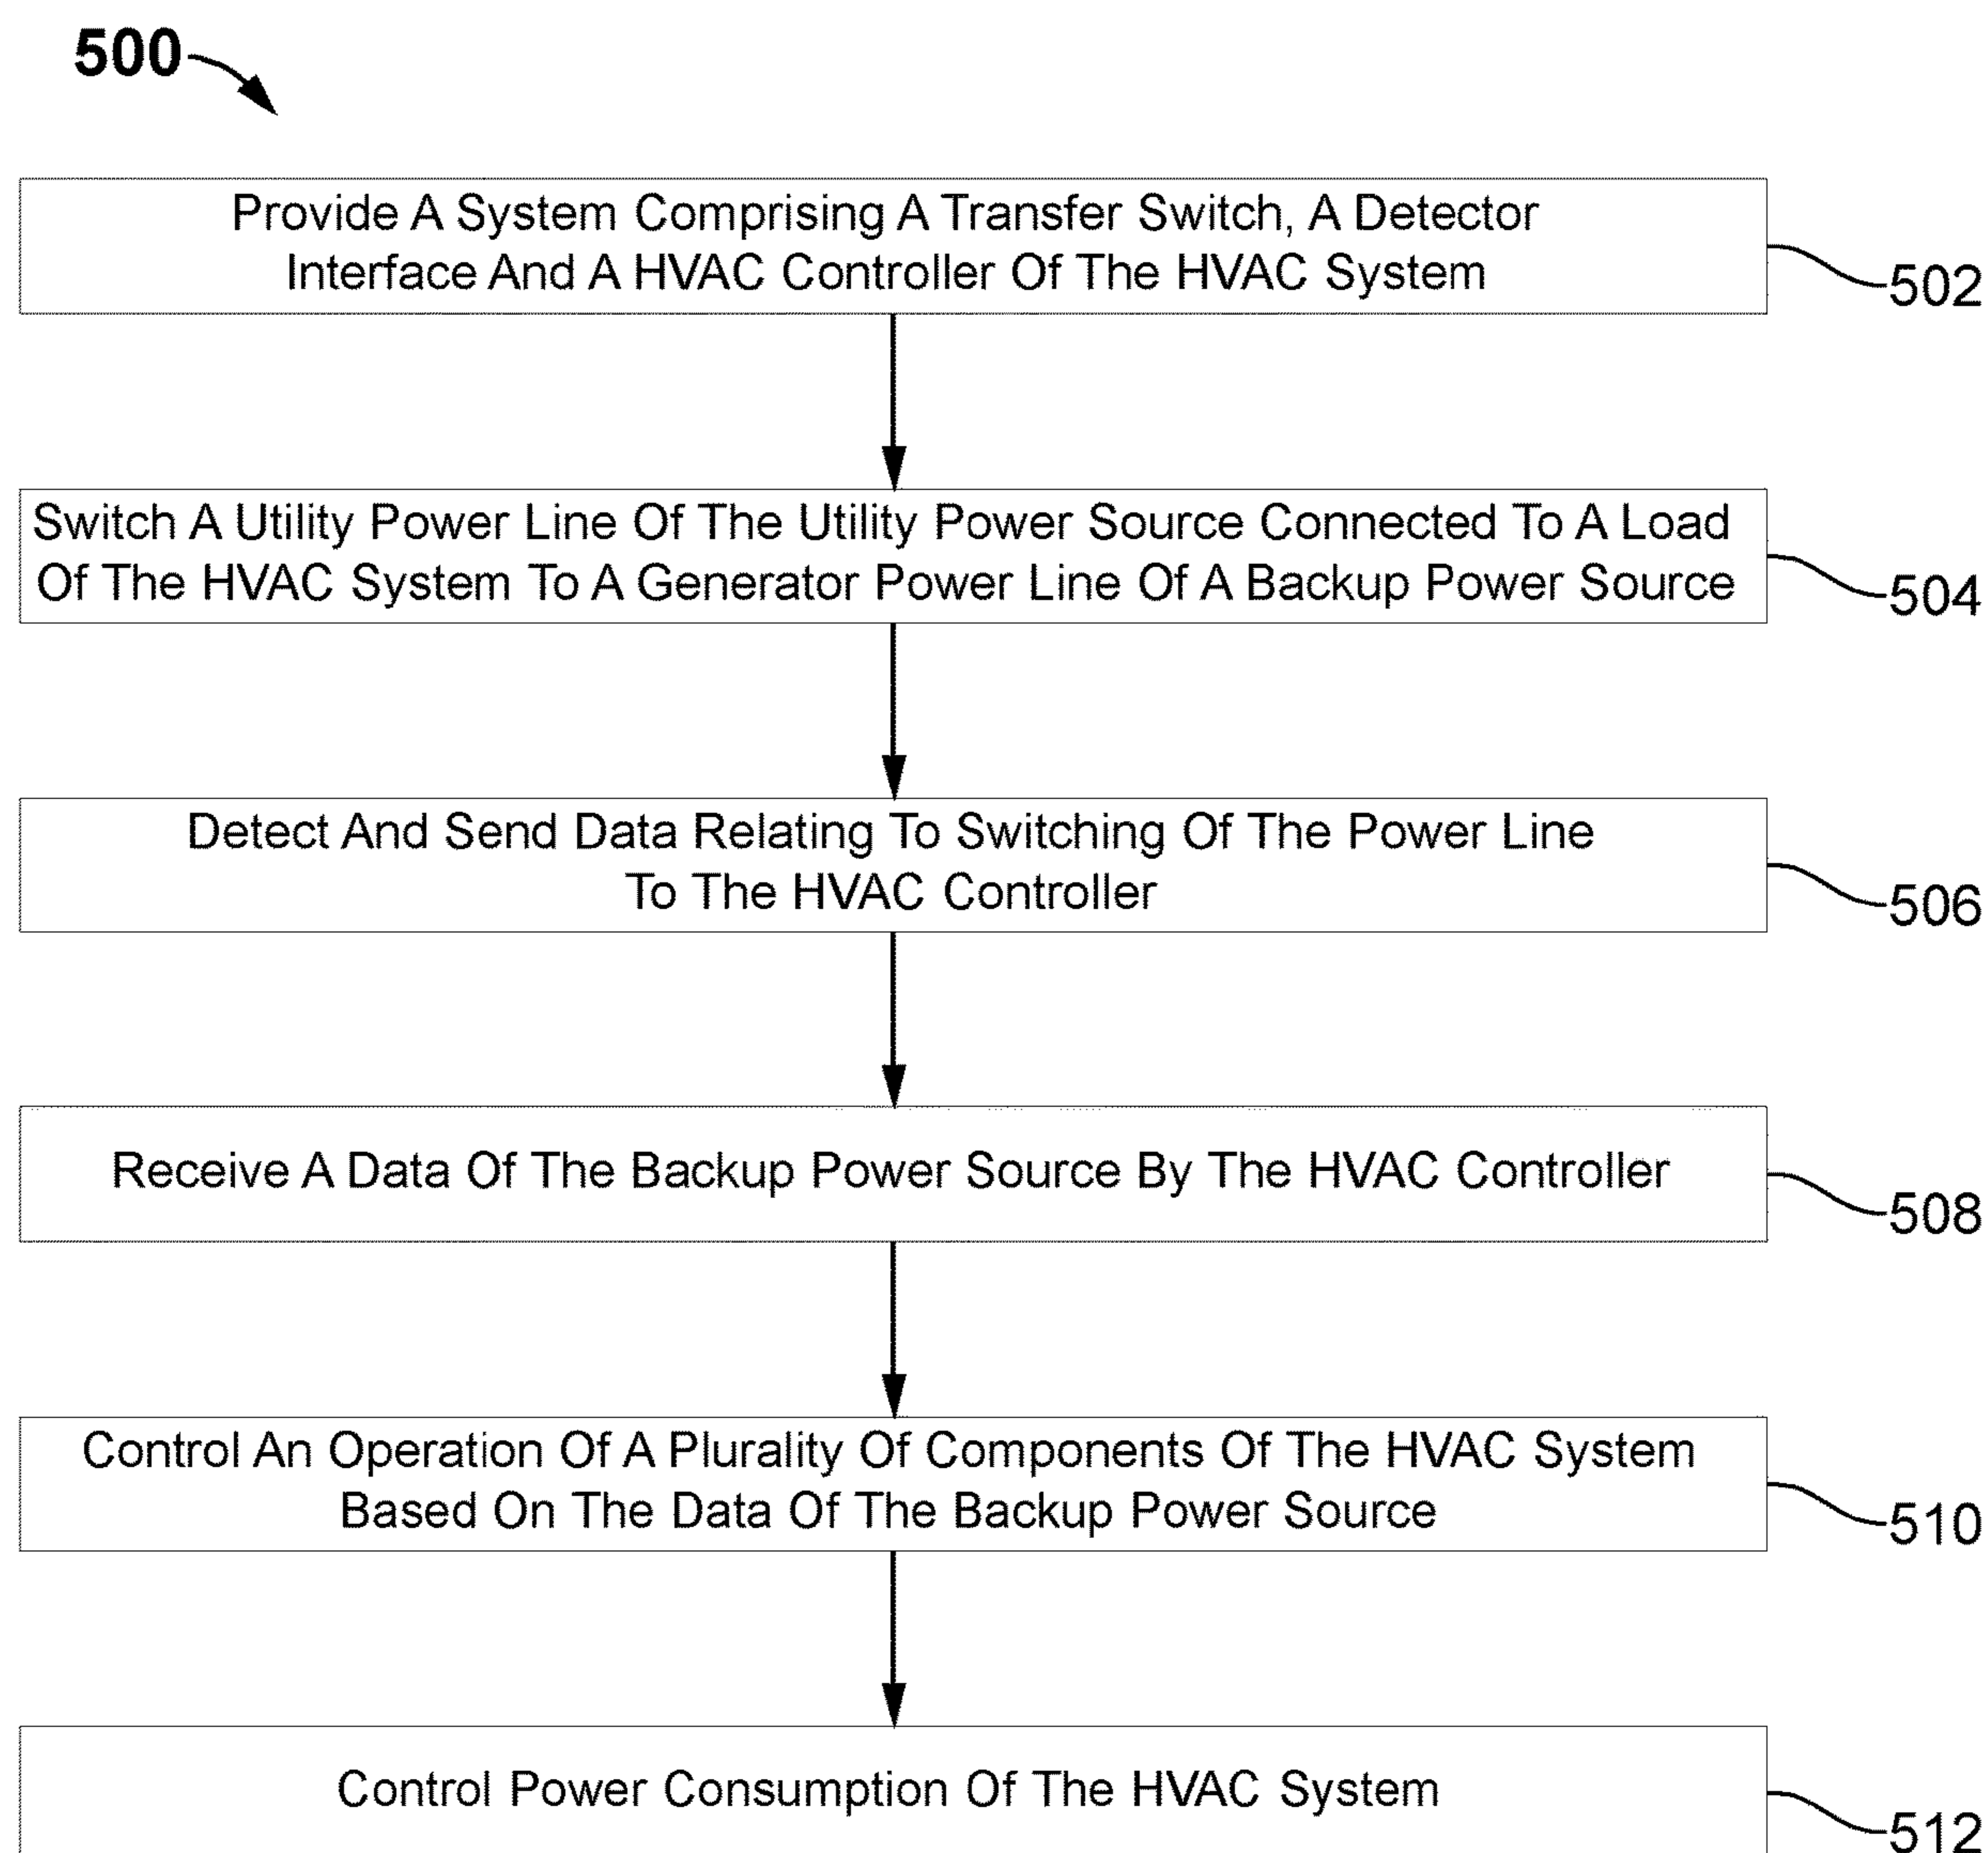 500
Provide A System Comprising A Transfer Switch, A Detector
Interface And A HVAC Controller Of The HVAC System
502
Switch A Utility Power Line Of The Utility Power Source Connected To A Load
Of The HVAC System To A Generator Power Line Of A Backup Power Source
504
Detect And Send Data Relating To Switching Of The Power Line
To The HVAC Controller
506
Receive A Data Of The Backup Power Source By The HVAC Controller
508
Control An Operation Of A Plurality Of Components Of The HVAC System
Based On The Data Of The Backup Power Source
510
Control Power Consumption Of The HVAC System
512